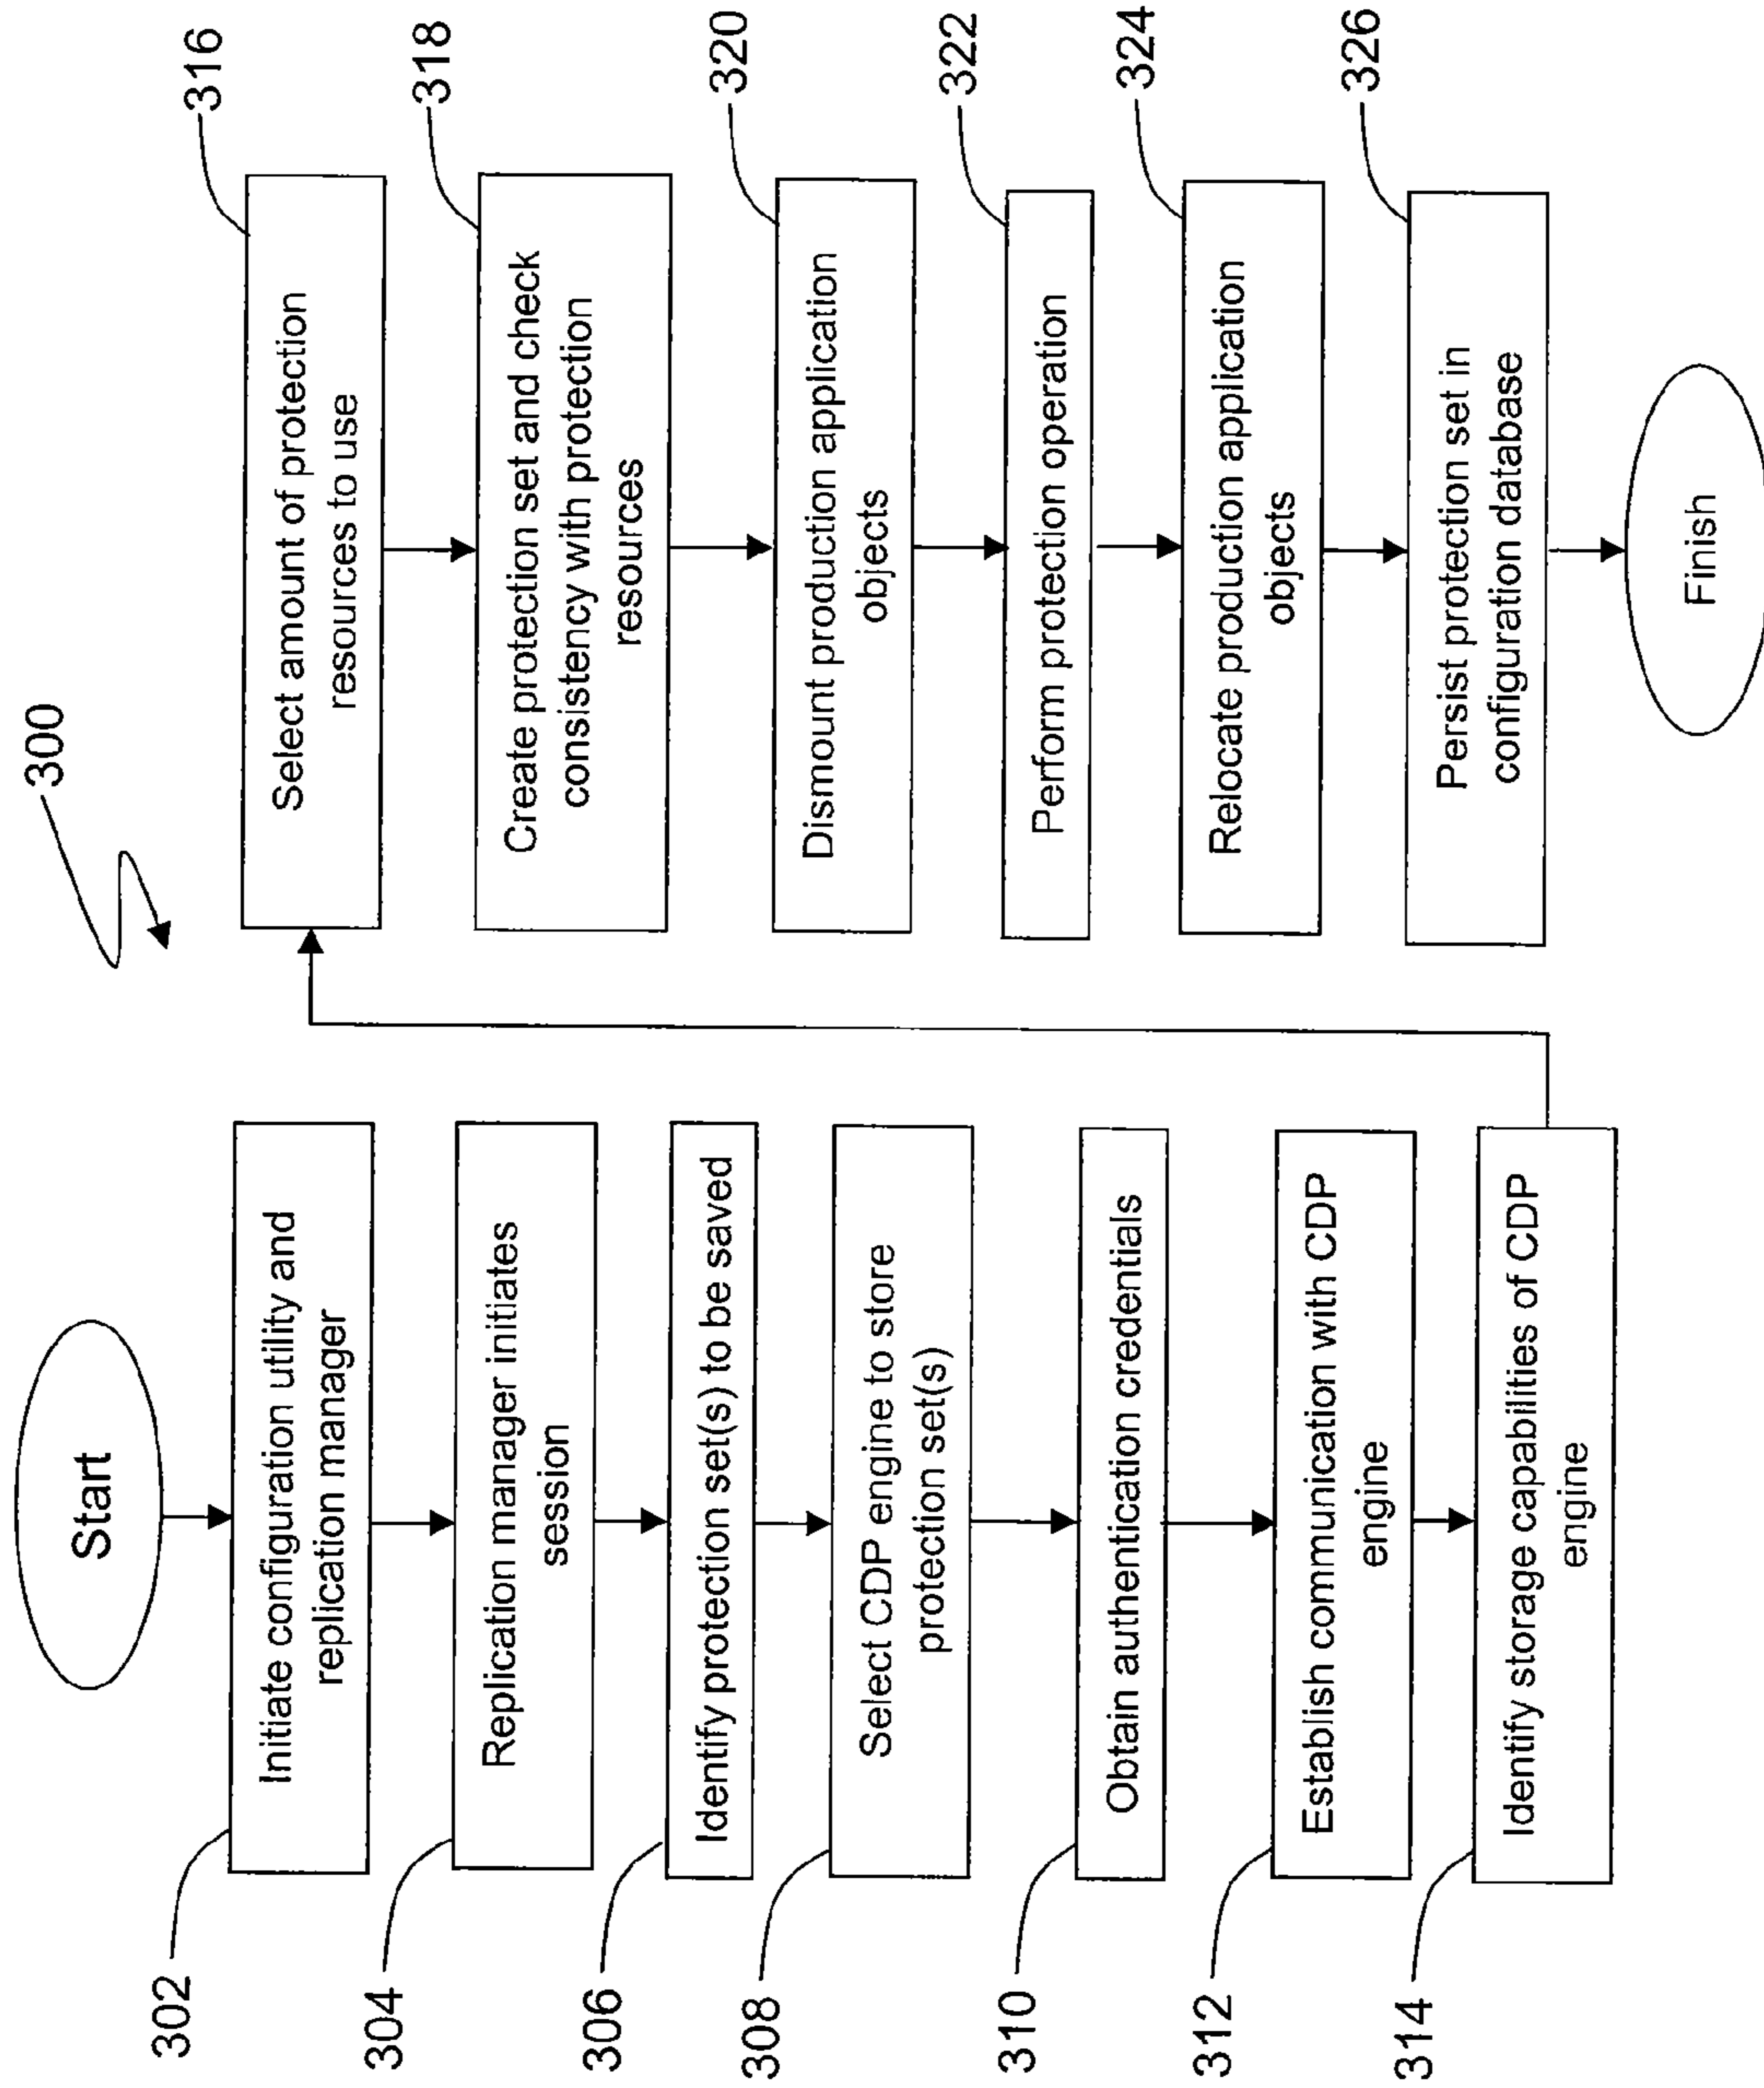 300
Start
302
Initiate configuration utility and
replication manager
304
Replication manager initiates
session
306
Identify protection set(s) to be saved
308
Select CDP engine to store
protection set(s)
310
Obtain authentication credentials
312
Establish communication with CDP
engine
314
Identify storage capabilities of CDP
engine
316
Select amount of protection
resources to use
318
Create protection set and check
consistency with protection
resources
320
Dismount production application
objects
322
Perform protection operation
324
Relocate production application
objects
326
Persist protection set in
configuration database
Finish